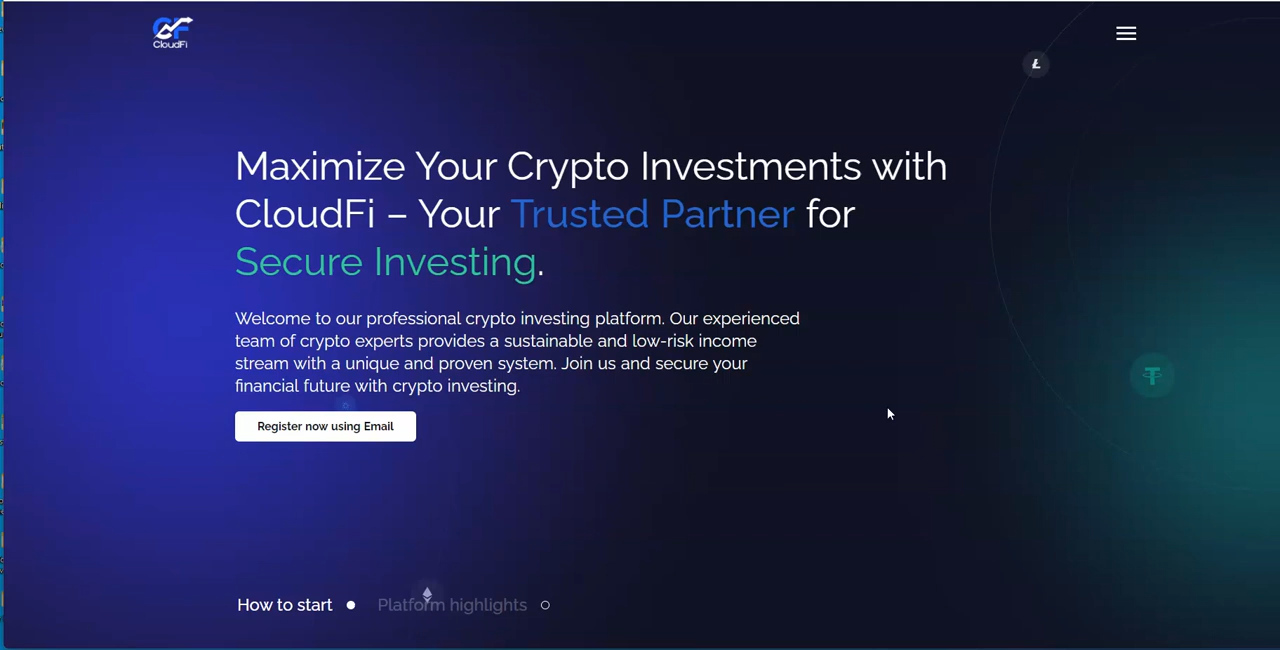 CloudFi
Maximize Your Crypto Investments with
CloudFi – Your Trusted Partner for
Secure Investing.
Welcome to our professional crypto investing platform. Our experienced
team of crypto experts provides a sustainable and low-risk income
stream with a unique and proven system. Join us and secure your
financial future with crypto investing.
Register now using Email
How to start
Platform highlights